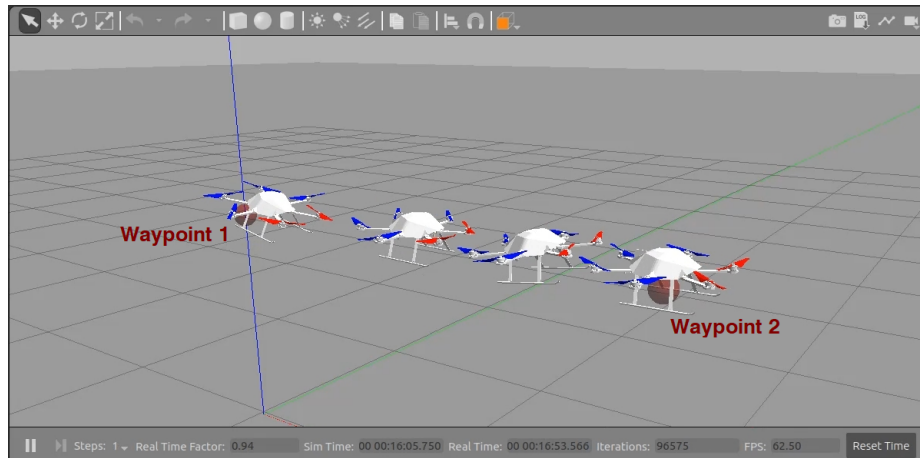 LOG
Waypoint 1
Waypoint 2
Steps: 1 Real Time Factor: 0.94 Sim Time: 00 00:16:05.750 Real Time: 00 00:16:53.566 Iterations: 96575 FPS: 62.50 Reset Time